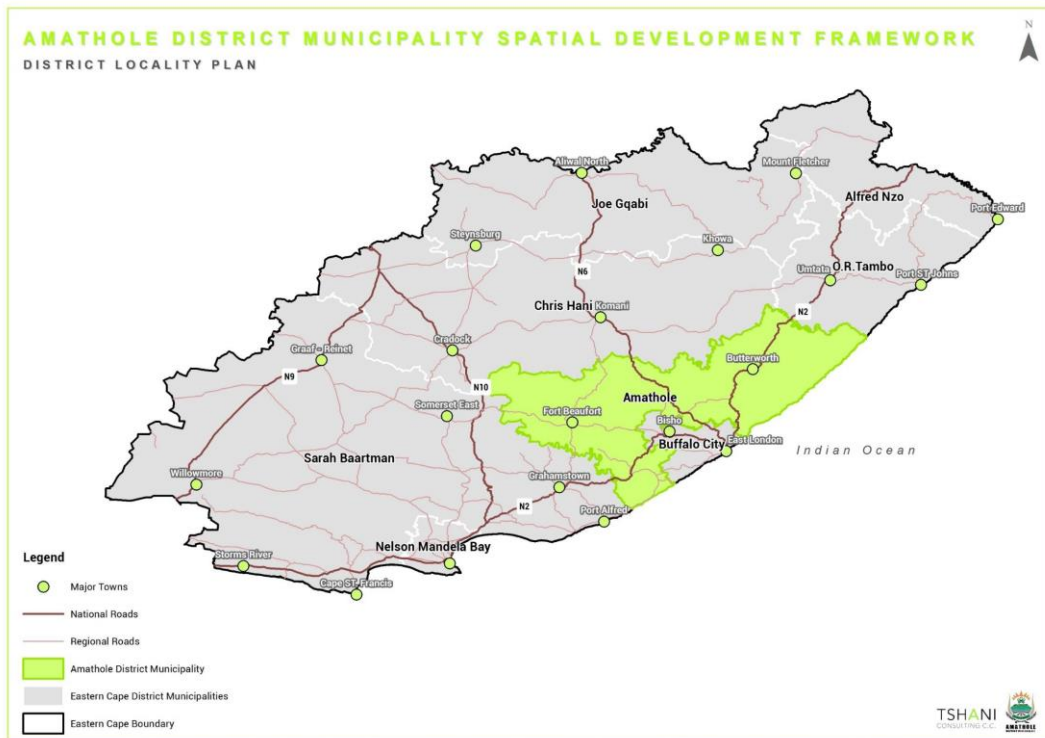 N
AMATHOLE DISTRICT MUNICIPALITY SPATIAL DEVELOPMENT FRAMEWORK
DISTRICT LOCALITY PLAN
Aliwal North
Mount Fletcher
Joe Gqabi
Alfred Nzo
Port Edward
Steynsburg
Khowa
N6
O.R.Tambo
Umtata
Port ST Johns
Chris Hani
Komani
N2
Cradock
Graaf - Reinet
Butterworth
N9
N10
Amathole
Somerset East
Fort Beaufort
Bisho
Buffalo City
East London
Indian Ocean
Sarah Baartman
Willowmore
Grahamstown
N2
Port Alfred
Nelson Mandela Bay
Storms River
Cape ST. Francis
Legend
Major Towns
National Roads
Regional Roads
Amathole District Municipality
Eastern Cape District Municipalities
Eastern Cape Boundary
TSHANI
CONSULTING C.C.
AMATHOLE